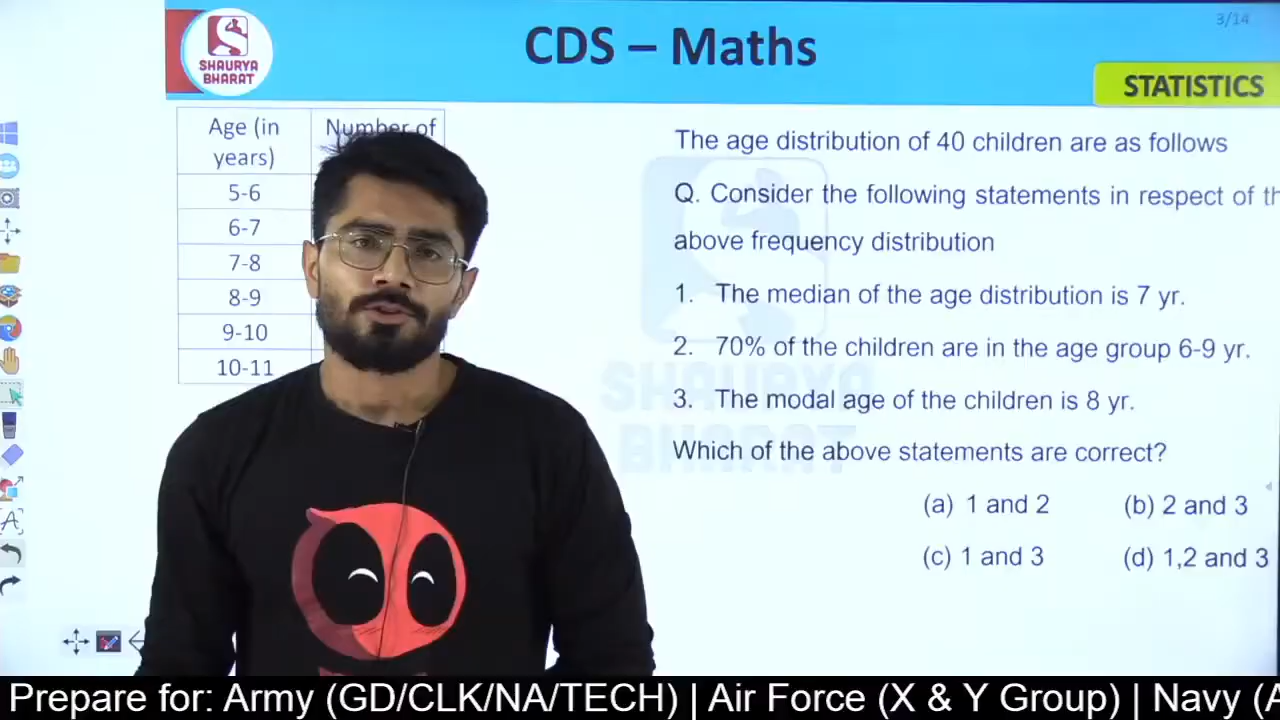 3/14
SHAURYA
BHARAT
CDS – Maths
STATISTICS
Age (in
years)
Number of
5-6
6-7
7-8
8-9
9-10
10-11
The age distribution of 40 children are as follows
Q. Consider the following statements in respect of
above frequency distribution
1. The median of the age distribution is 7 yr.
2. 70% of the children are in the age group 6-9 yr.
3. The modal age of the children is 8 yr.
SHAURYA
BHARAT
Which of the above statements are correct?
(a) 1 and 2 (b) 2 and 3
(c) 1 and 3 (d) 1,2 and 3
Prepare for: Army (GD/CLK/NA/TECH) | Air Force (X & Y Group) | Navy (